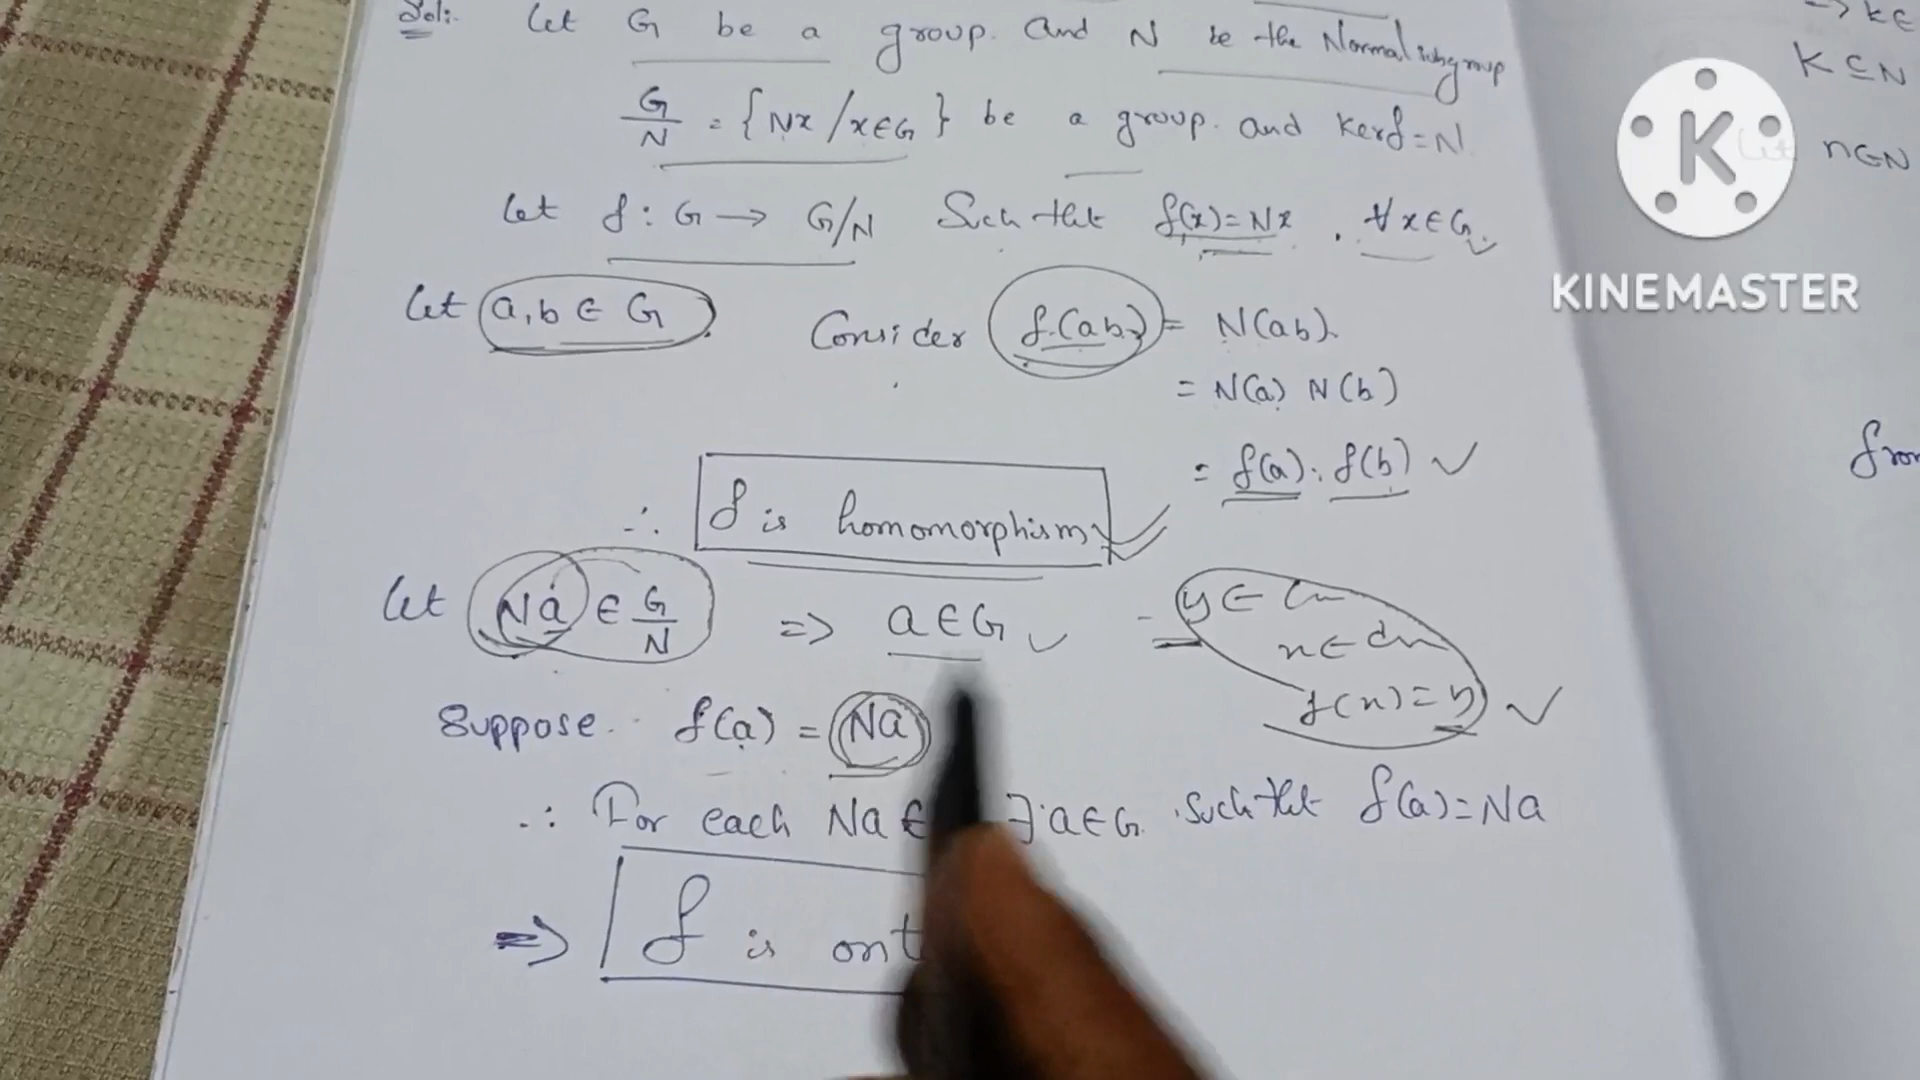 Sol:- Let G be a group. and N be the Normal subgroup
G/N = {Nx/x∈G} be a group. and kerf=N.
Let f: G → G/N Such that f(x)=Nx, ∀x∈G.
Let a,b ∈ G Consider f(ab) = N(ab).
= N(a) N(b)
= f(a). f(b) ✓
∴ f is homomorphism
Let Na ∈ G/N => a∈G ✓
Suppose. f(a) = Na
f(n)=y ✓
∴ For each Na ∈ ∃ a∈G. Such that f(a)=Na
=> f is ont
K ⊆ N
n∈N
KINEMASTER